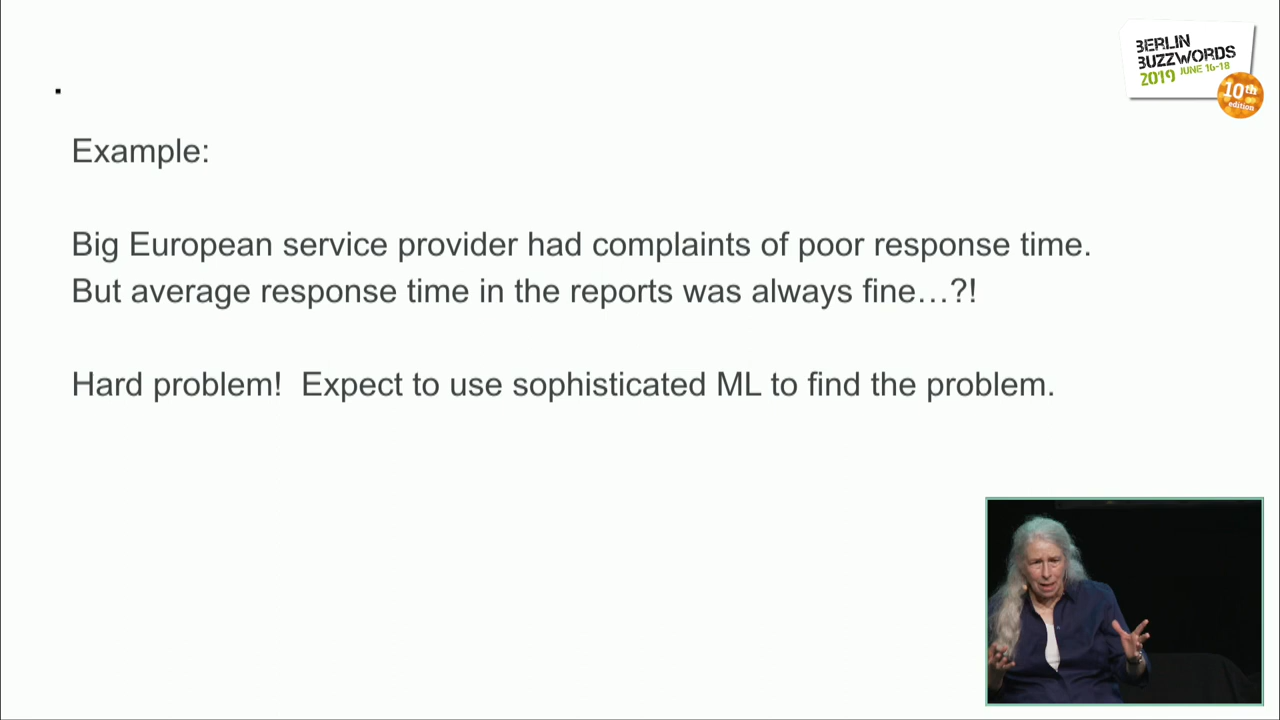 BERLIN
BUZZWORDS
2019 JUNE 16-18
10th
edition
.
Example:
Big European service provider had complaints of poor response time.
But average response time in the reports was always fine…?!
Hard problem!  Expect to use sophisticated ML to find the problem.